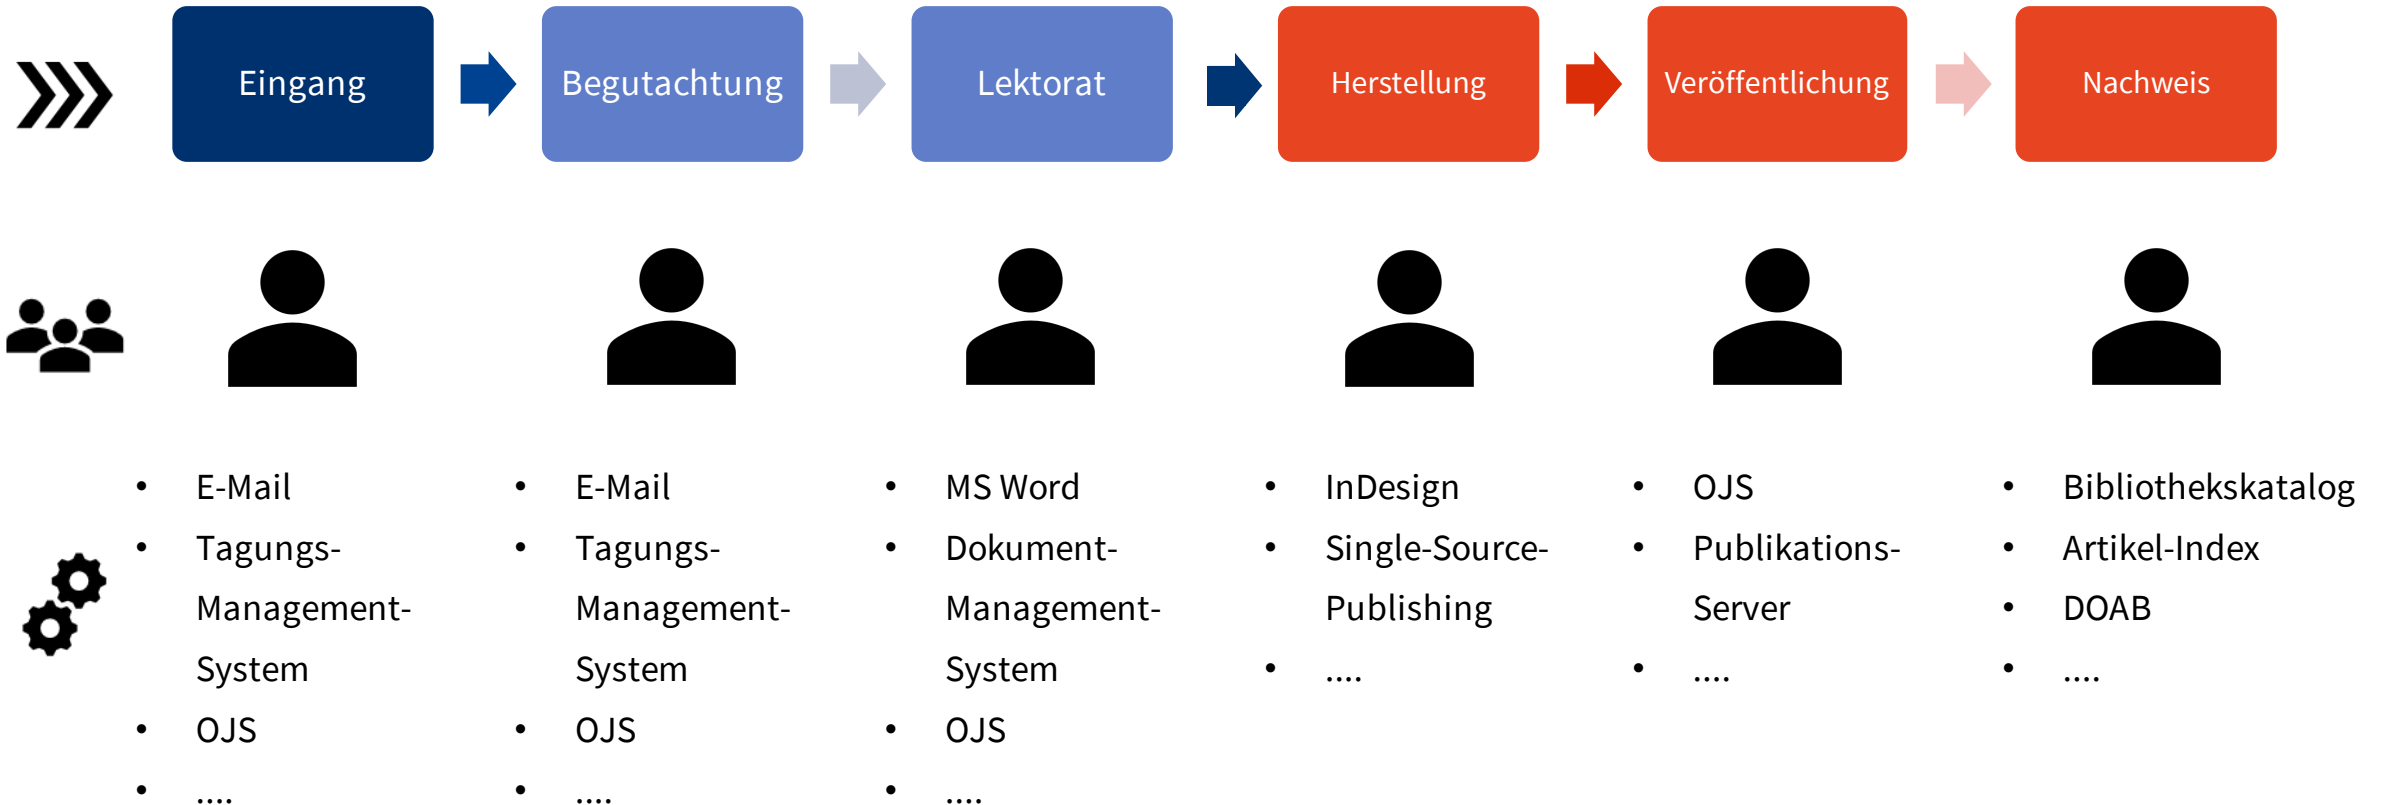 Eingang
Begutachtung
Lektorat
Herstellung
Veröffentlichung
Nachweis
• E-Mail
• Tagungs-
Management-
System
• OJS
• ....
• E-Mail
• Tagungs-
Management-
System
• OJS
• ....
• MS Word
• Dokument-
Management-
System
• OJS
• ....
• InDesign
• Single-Source-
Publishing
• ....
• OJS
• Publikations-
Server
• ....
• Bibliothekskatalog
• Artikel-Index
• DOAB
• ....